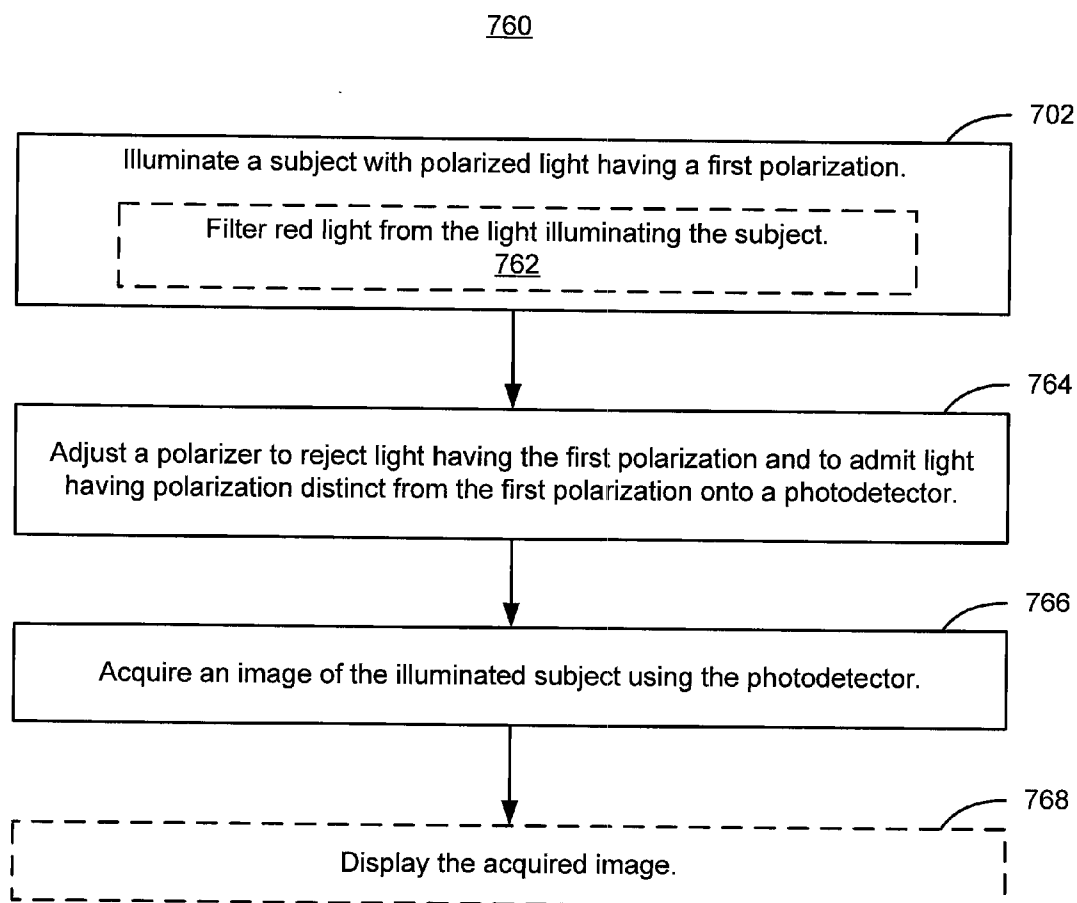 760
702
Illuminate a subject with polarized light having a first polarization.
Filter red light from the light illuminating the subject.
762
764
Adjust a polarizer to reject light having the first polarization and to admit light
having polarization distinct from the first polarization onto a photodetector.
766
Acquire an image of the illuminated subject using the photodetector.
768
Display the acquired image.